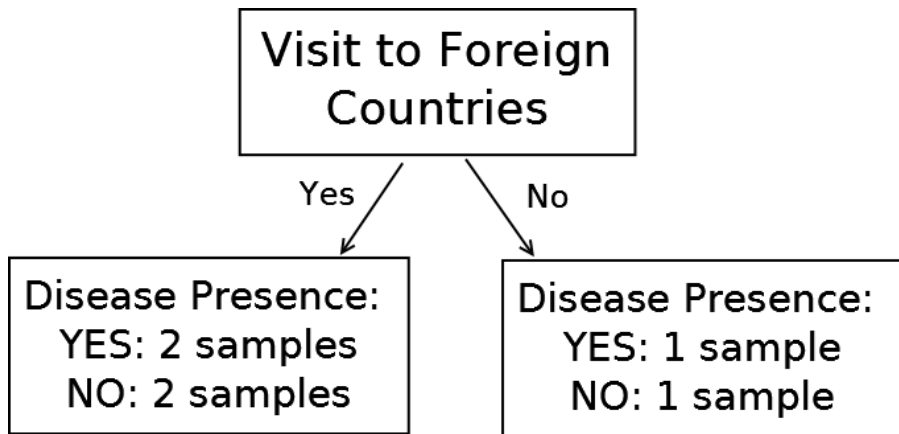 Visit to Foreign
Countries
Yes
No
Disease Presence:
YES: 2 samples
NO: 2 samples
Disease Presence:
YES: 1 sample
NO: 1 sample